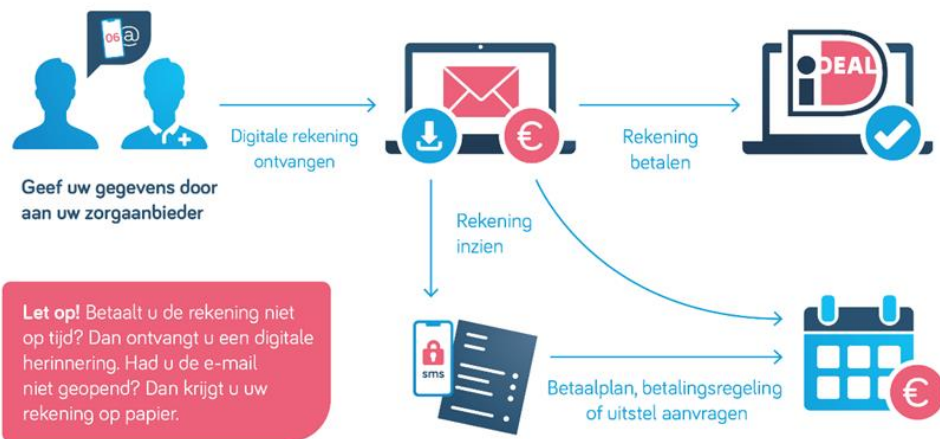 06@
iDEAL
Digitale rekening
ontvangen
Rekening
betalen
Geef uw gegevens door
aan uw zorgaanbieder
Rekening
inzien
Let op! Betaalt u de rekening niet
op tijd? Dan ontvangt u een digitale
herinnering. Had u de e-mail
niet geopend? Dan krijgt u uw
rekening op papier.
sms
Betaalplan, betalingsregeling
of uitstel aanvragen
€
€